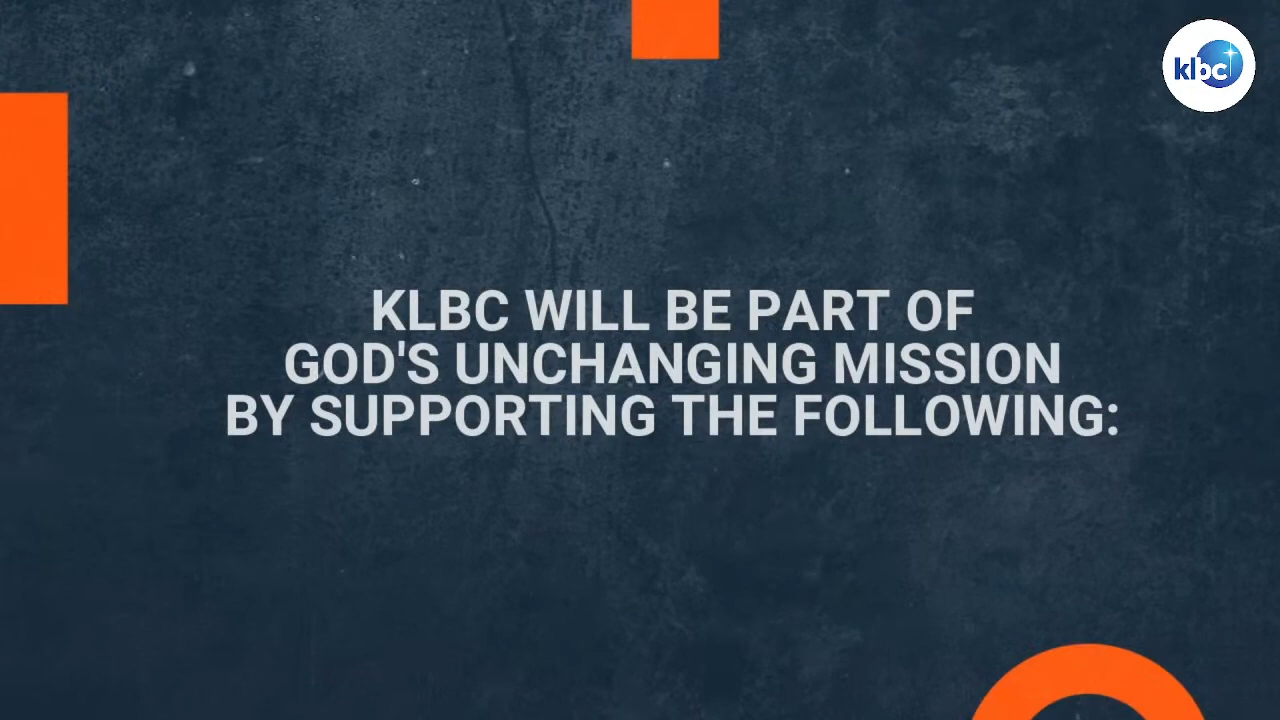 klbc
KLBC WILL BE PART OF
GOD'S UNCHANGING MISSION
BY SUPPORTING THE FOLLOWING: